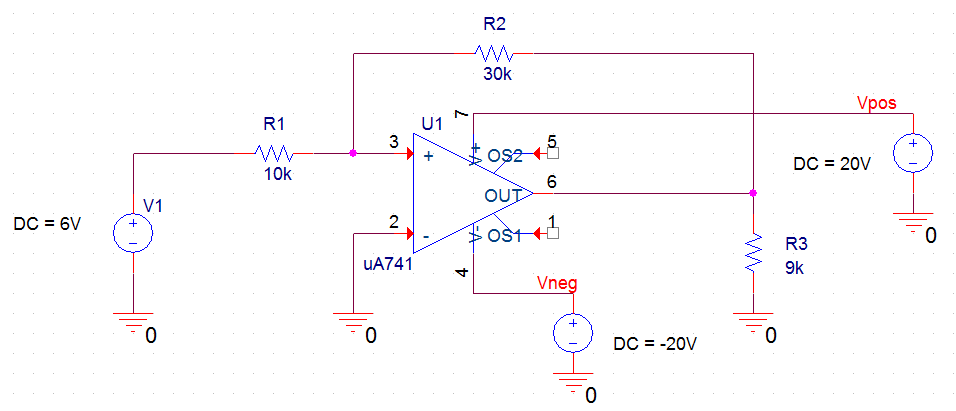 R2
30k
Vpos
7
U1
R1
3
5
+
V+
OS2
DC = 20V
10k
6
OUT
V1
DC = 6V
2
1
-
V-
OS1
R3
uA741
9k
4
Vneg
0
0
0
0
DC = -20V
0